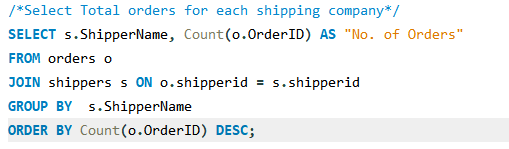 /*Select Total orders for each shipping company*/
SELECT s.ShipperName, Count(o.OrderID) AS "No. of Orders"
FROM orders o
JOIN shippers s ON o.shipperid = s.shipperid
GROUP BY  s.ShipperName
ORDER BY Count(o.OrderID) DESC;